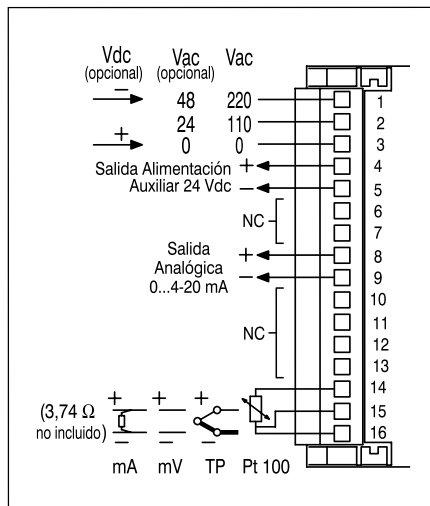 Vdc Vac Vac
(opcional) (opcional)
− 48 220 1
24 110 2
+ 0 0 3
Salida Alimentación + 4
Auxiliar 24 Vdc − 5
NC 6
7
Salida + 8
Analógica − 9
0...4-20 mA
10
NC 11
12
13
+ + + 14
(3,74 Ω 15
no incluido)
− − − 16
mA mV TP Pt 100